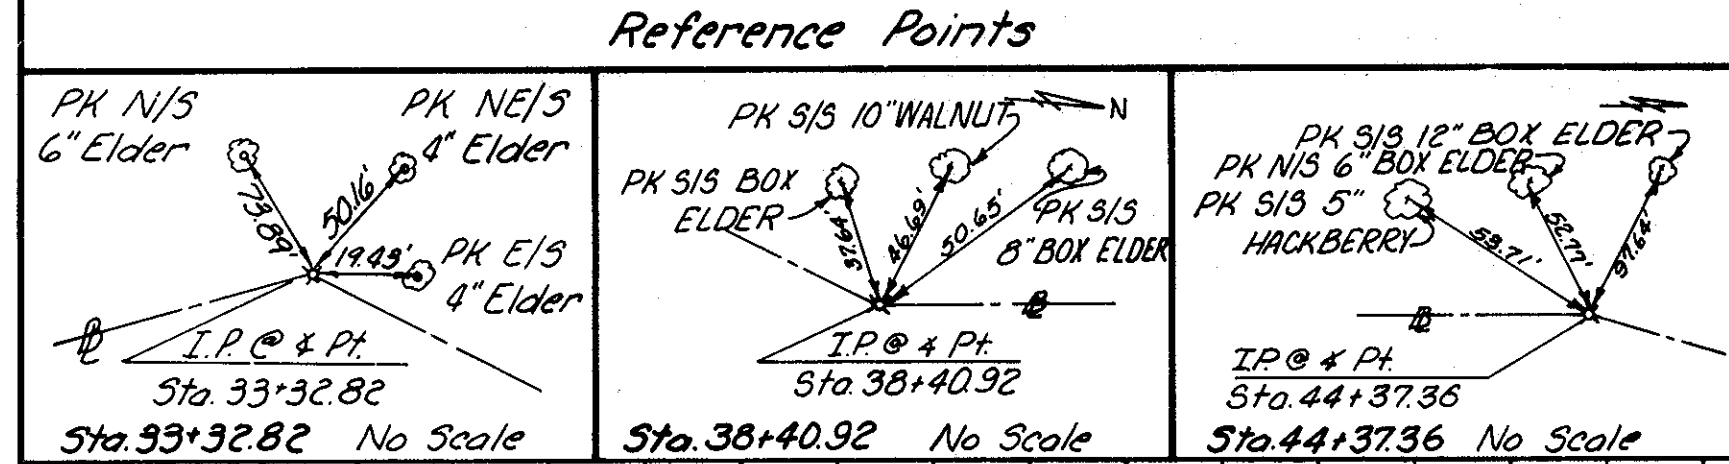 Reference Points
PK N/S
6" Elder
PK NE/S
4" Elder
73.89'
50.16'
19.43'
PK E/S
4" Elder
I.P. @ ∡ Pt.
Sta. 33+32.82
Sta. 33+32.82 No Scale
PK S/S 10" WALNUT
N
PK S/S BOX
ELDER
37.64'
46.69'
50.65'
PK S/S
8" BOX ELDER
I.P. @ ∡ Pt.
Sta. 38+40.92
Sta. 38+40.92 No Scale
PK S/S 12" BOX ELDER
PK N/S 6" BOX ELDER
PK S/S 5"
HACKBERRY
52.77'
97.64'
I.P. @ ∡ Pt.
Sta. 44+37.36
Sta. 44+37.36 No Scale